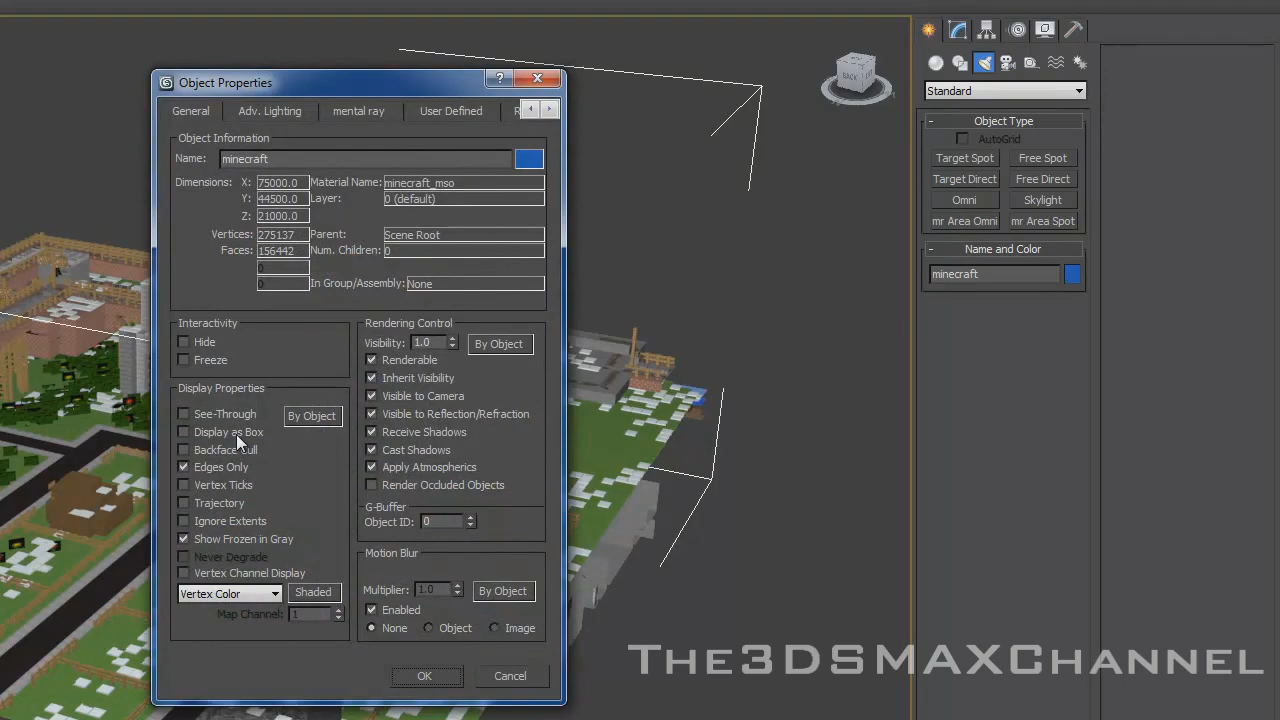 Object Properties
?
General
Adv. Lighting
mental ray
User Defined
Object Information
Name: minecraft
Dimensions: X: 75000.0 Material Name: minecraft_mso
Y: 44500.0 Layer: 0 (default)
Z: 21000.0
Vertices: 275137 Parent: Scene Root
Faces: 156442 Num. Children: 0
0
0 In Group/Assembly: None
Interactivity
Hide
Freeze
Display Properties
See-Through By Object
Display as Box
Backface Cull
Edges Only
Vertex Ticks
Trajectory
Ignore Extents
Show Frozen in Gray
Never Degrade
Vertex Channel Display
Vertex Color Shaded
Map Channel: 1
Rendering Control
Visibility: 1.0 By Object
Renderable
Inherit Visibility
Visible to Camera
Visible to Reflection/Refraction
Receive Shadows
Cast Shadows
Apply Atmospherics
Render Occluded Objects
G-Buffer
Object ID: 0
Motion Blur
Multiplier: 1.0 By Object
Enabled
None Object Image
OK Cancel
BACK
Standard
- Object Type
AutoGrid
Target Spot Free Spot
Target Direct Free Direct
Omni Skylight
mr Area Omni mr Area Spot
- Name and Color
minecraft
The3DSMAXChannel